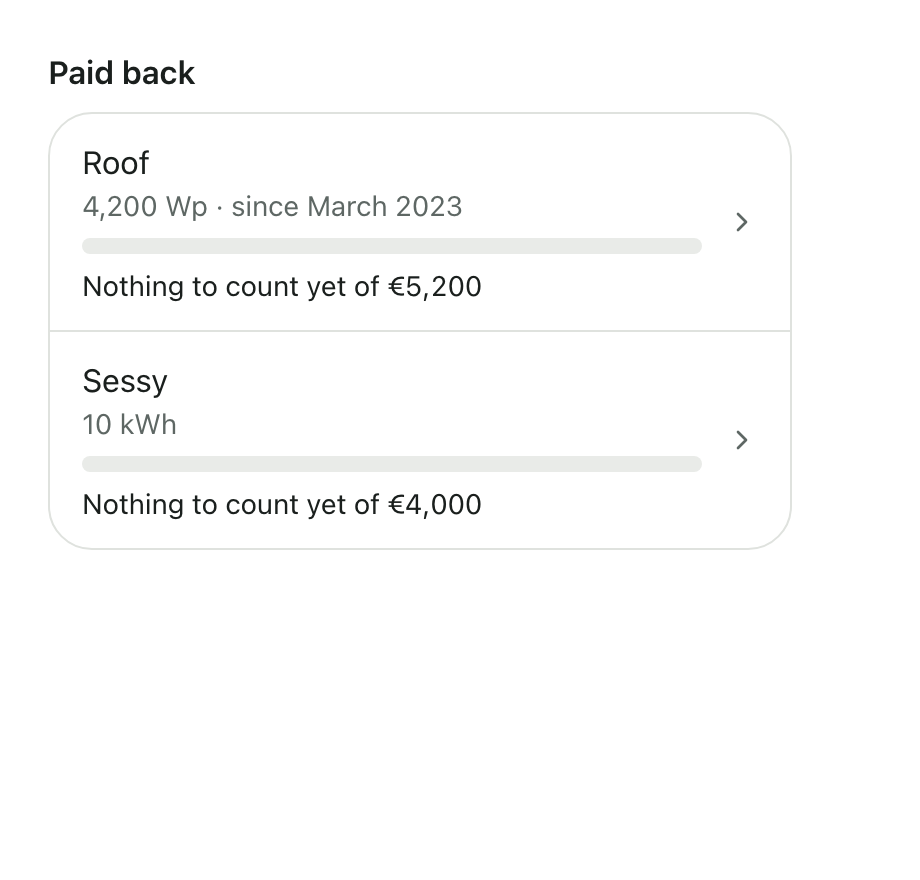 Paid back
Roof
4,200 Wp · since March 2023
Nothing to count yet of €5,200
Sessy
10 kWh
Nothing to count yet of €4,000